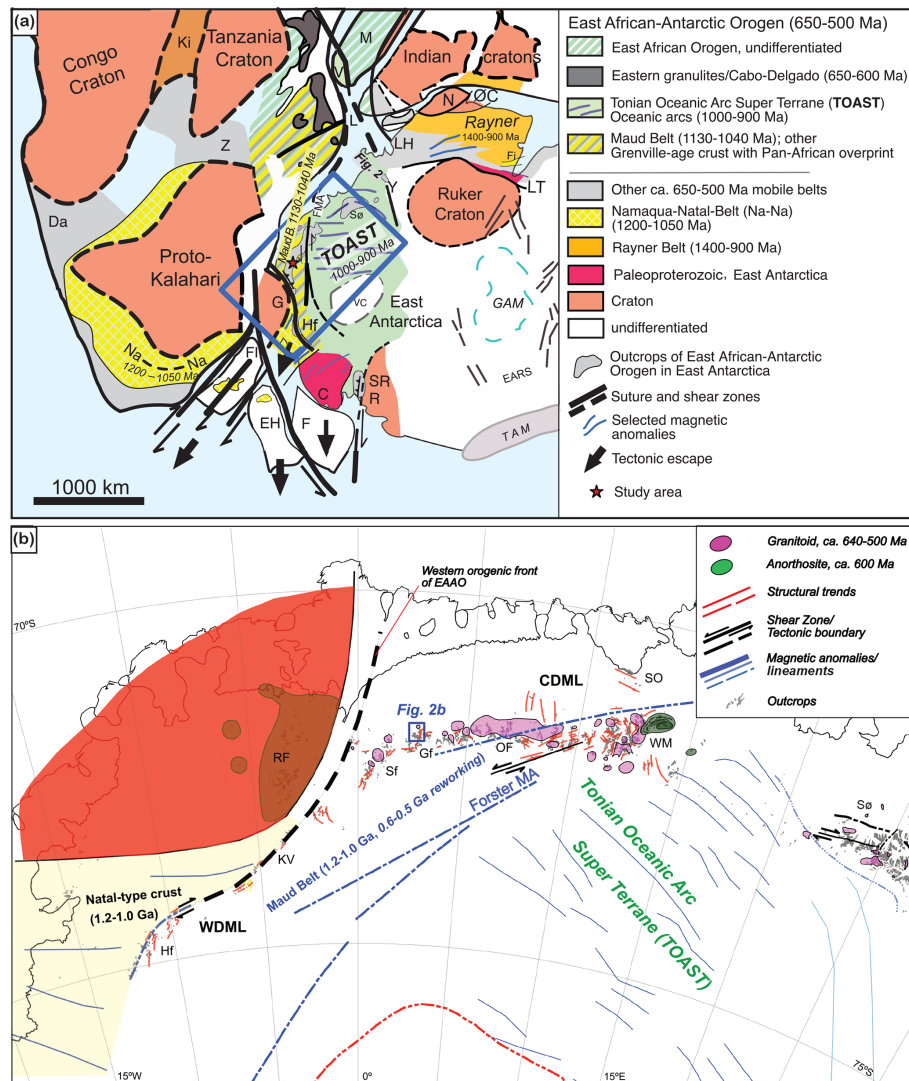 (a)
Congo
Craton
Ki
Tanzania
Craton
M
V
Indian
cratons
N
ØC
Rayner
1400-900 Ma
Fi
LH
L
LT
Z
Fig. 2
Y
Ruker
Craton
Da
Maud B. 1130-1040 Ma
FMA
Sø
TOAST
1000-900 Ma
Proto-
Kalahari
G
VC
East
Antarctica
GAM
Hf
EARS
Na
Na
1200 –1050 Ma
Fl
C
SR
R
EH
F
TAM
1000 km
East African-Antarctic Orogen (650-500 Ma)
East African Orogen, undifferentiated
Eastern granulites/Cabo-Delgado (650-600 Ma)
Tonian Oceanic Arc Super Terrane (TOAST)
Oceanic arcs (1000-900 Ma)
Maud Belt (1130-1040 Ma); other
Grenville-age crust with Pan-African overprint
Other ca. 650-500 Ma mobile belts
Namaqua-Natal-Belt (Na-Na)
(1200-1050 Ma)
Rayner Belt (1400-900 Ma)
Paleoproterozoic, East Antarctica
Craton
undifferentiated
Outcrops of East African-Antarctic
Orogen in East Antarctica
Suture and shear zones
Selected magnetic
anomalies
Tectonic escape
Study area
(b)
Western orogenic front
of EAAO
70ºS
Granitoid, ca. 640-500 Ma
Anorthosite, ca. 600 Ma
Structural trends
Shear Zone/
Tectonic boundary
Magnetic anomalies/
lineaments
Outcrops
CDML
SO
Fig. 2b
RF
Gf
OF
WM
Sf
Forster MA
Sø
KV
Maud Belt (1.2-1.0 Ga, 0.6-0.5 Ga reworking)
Tonian Oceanic Arc
Super Terrane (TOAST)
Natal-type crust
(1.2-1.0 Ga)
WDML
Hf
15ºW
0º
15ºE
75ºS